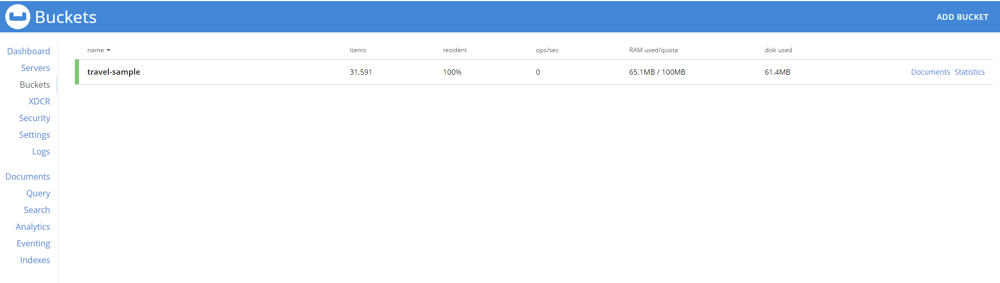 Buckets ADD BUCKET
Dashboard
Servers
Buckets
XDCR
Security
Settings
Logs
Documents
Query
Search
Analytics
Eventing
Indexes
name items resident ops/sec RAM used/quota disk used
travel-sample 31,591 100% 0 65.1MB / 100MB 61.4MB Documents Statistics